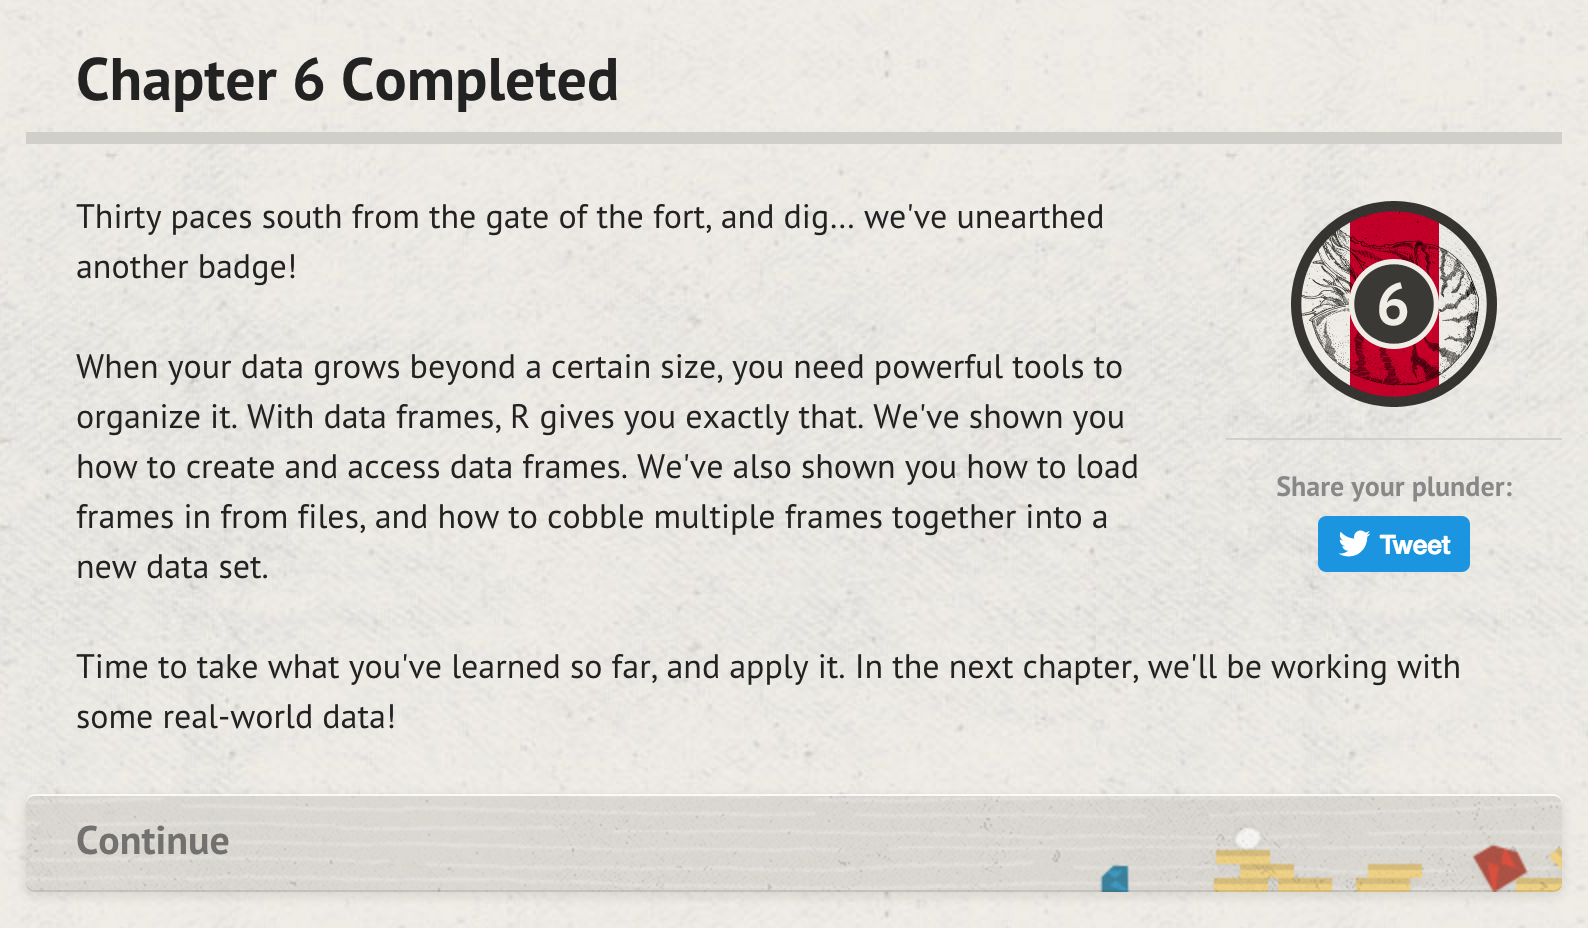 Chapter 6 Completed
Thirty paces south from the gate of the fort, and dig... we've unearthed
another badge!
When your data grows beyond a certain size, you need powerful tools to
organize it. With data frames, R gives you exactly that. We've shown you
how to create and access data frames. We've also shown you how to load
frames in from files, and how to cobble multiple frames together into a
new data set.
6
Share your plunder:
Tweet
Time to take what you've learned so far, and apply it. In the next chapter, we'll be working with
some real-world data!
Continue